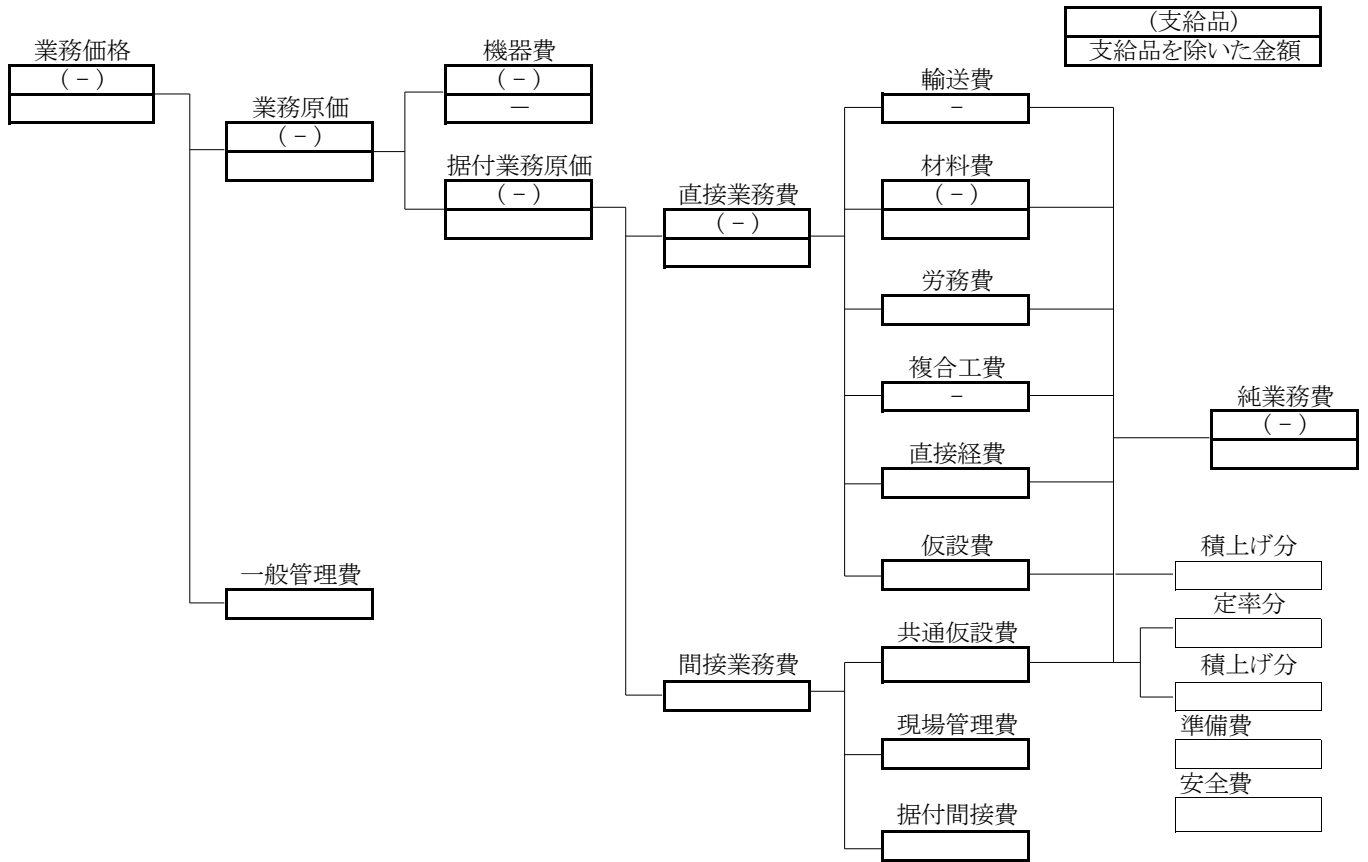 (支給品)
支給品を除いた金額
業務価格
(-)
業務原価
(-)
機器費
(-)
－
据付業務原価
(-)
直接業務費
(-)
輸送費
-
材料費
(-)
労務費
複合工費
-
直接経費
純業務費
(-)
仮設費
積上げ分
一般管理費
定率分
共通仮設費
間接業務費
積上げ分
現場管理費
準備費
安全費
据付間接費